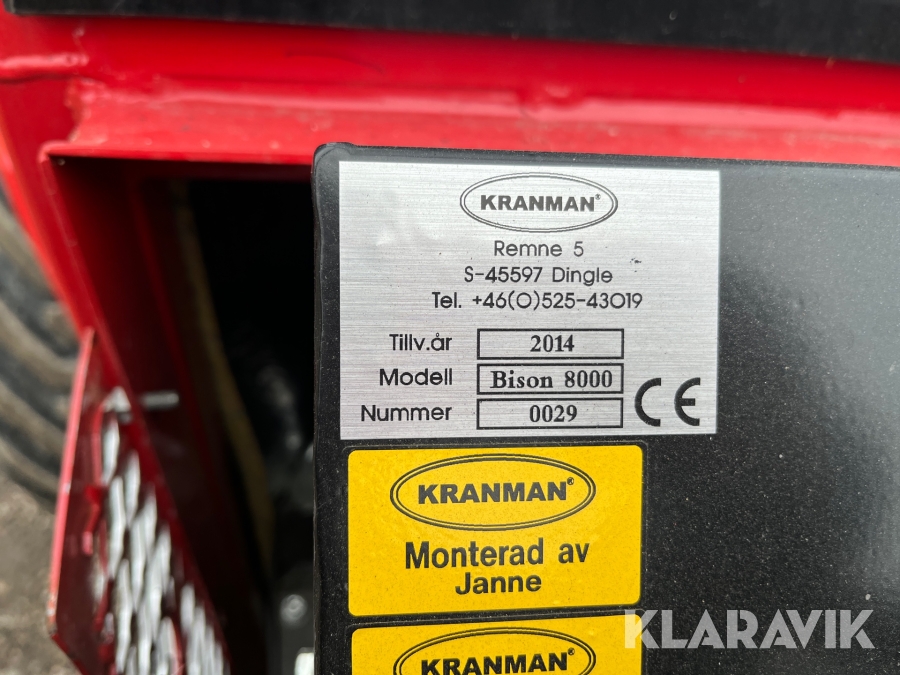 KRANMAN®
Remne 5
S-45597 Dingle
Tel. +46(0)525-43019
Tillv.år 2014
Modell Bison 8000
Nummer 0029
CE
KRANMAN®
Monterad av
Janne
KRANMAN®
KLARAVIK